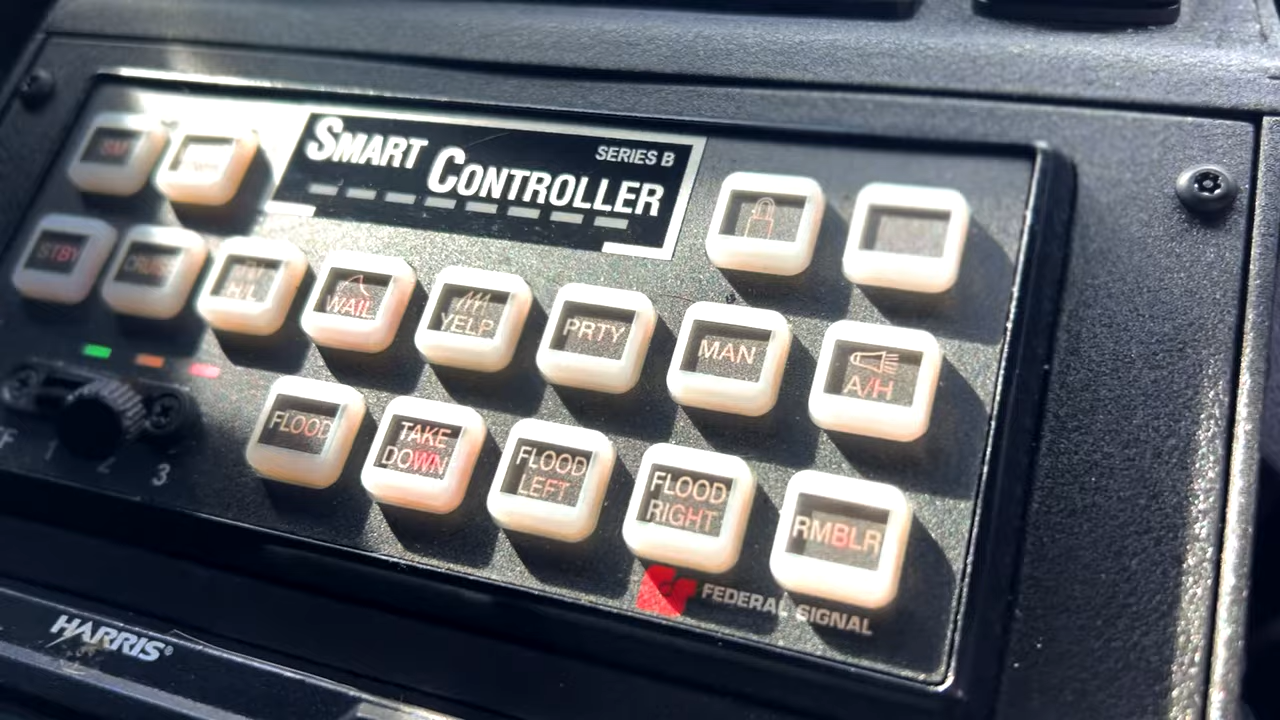 SMART CONTROLLER
SERIES B
STBY
CRUISE
H/L
WAIL
YELP
PRTY
MAN
A/H
FLOOD
TAKE DOWN
FLOOD LEFT
FLOOD RIGHT
RMBLR
1 2 3
FEDERAL SIGNAL
HARRIS®